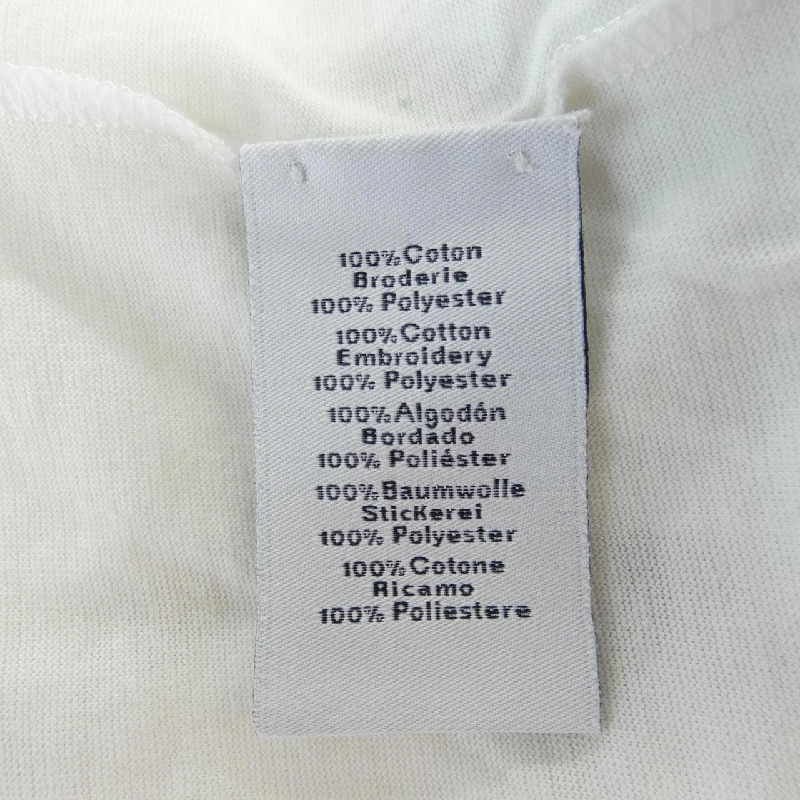 100% Coton
Broderie
100% Polyester
100% Cotton
Embroidery
100% Polyester
100% Algodón
Bordado
100% Poliéster
100% Baumwolle
Stickerei
100% Polyester
100% Cotone
Ricamo
100% Poliestere